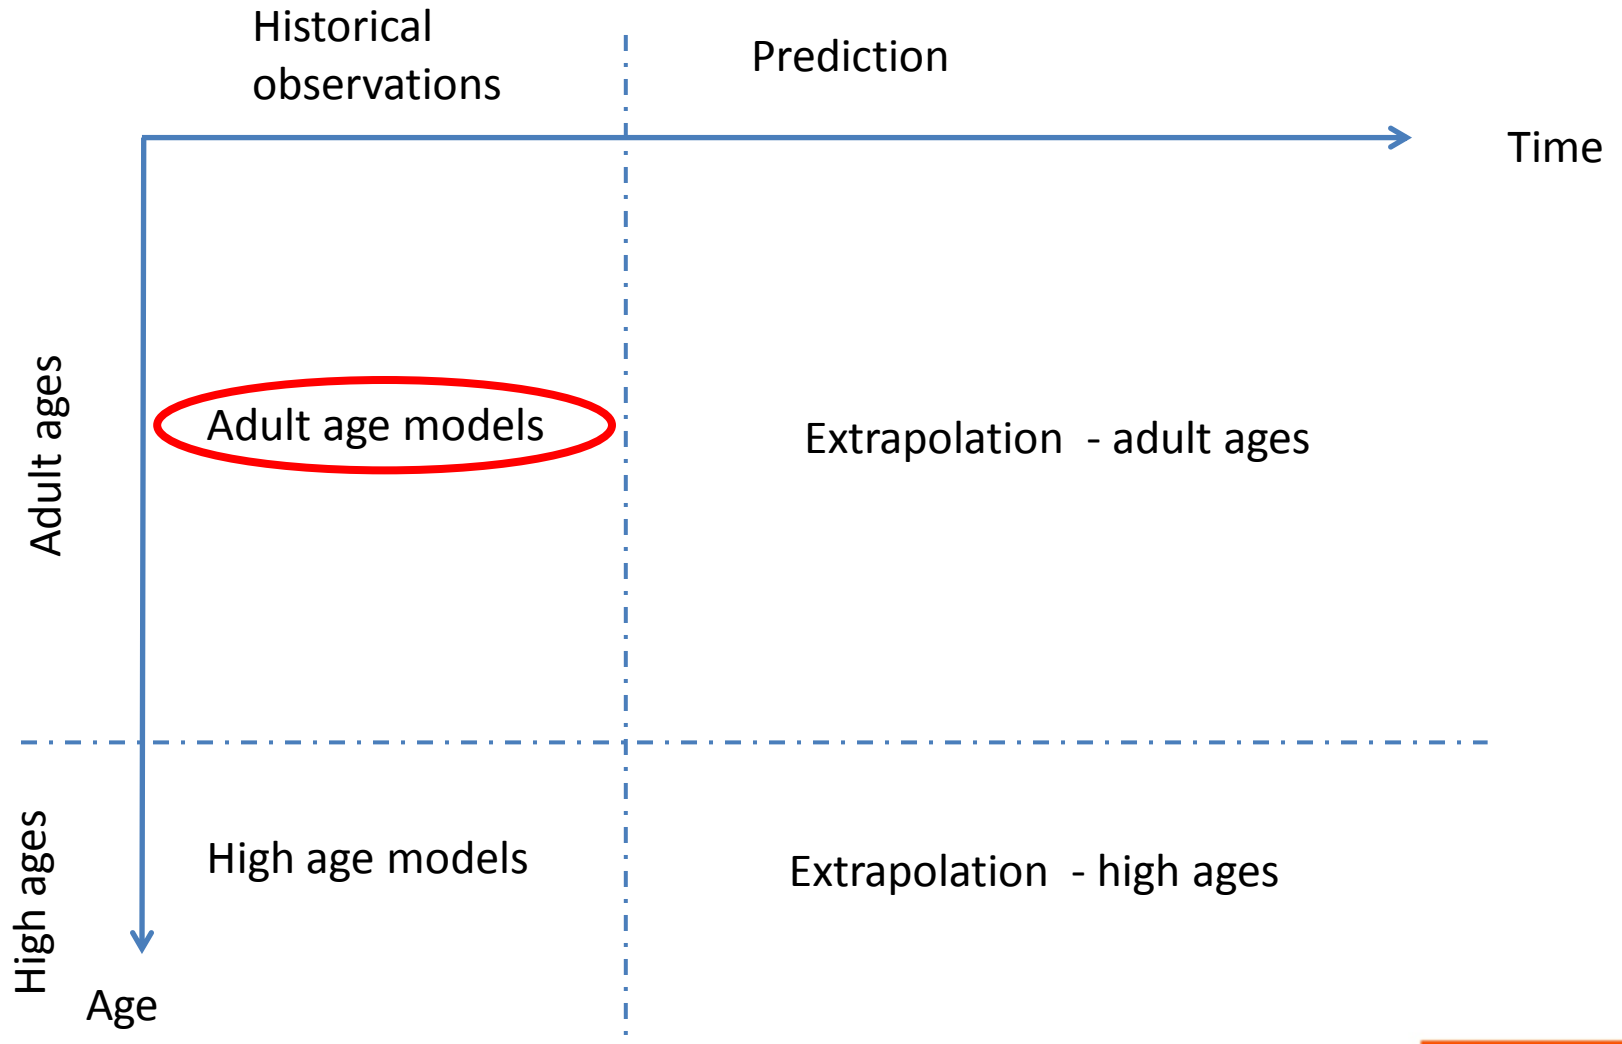 Historical
observations
Prediction
Time
Adult ages
Adult age models
Extrapolation - adult ages
High ages
High age models
Extrapolation - high ages
Age